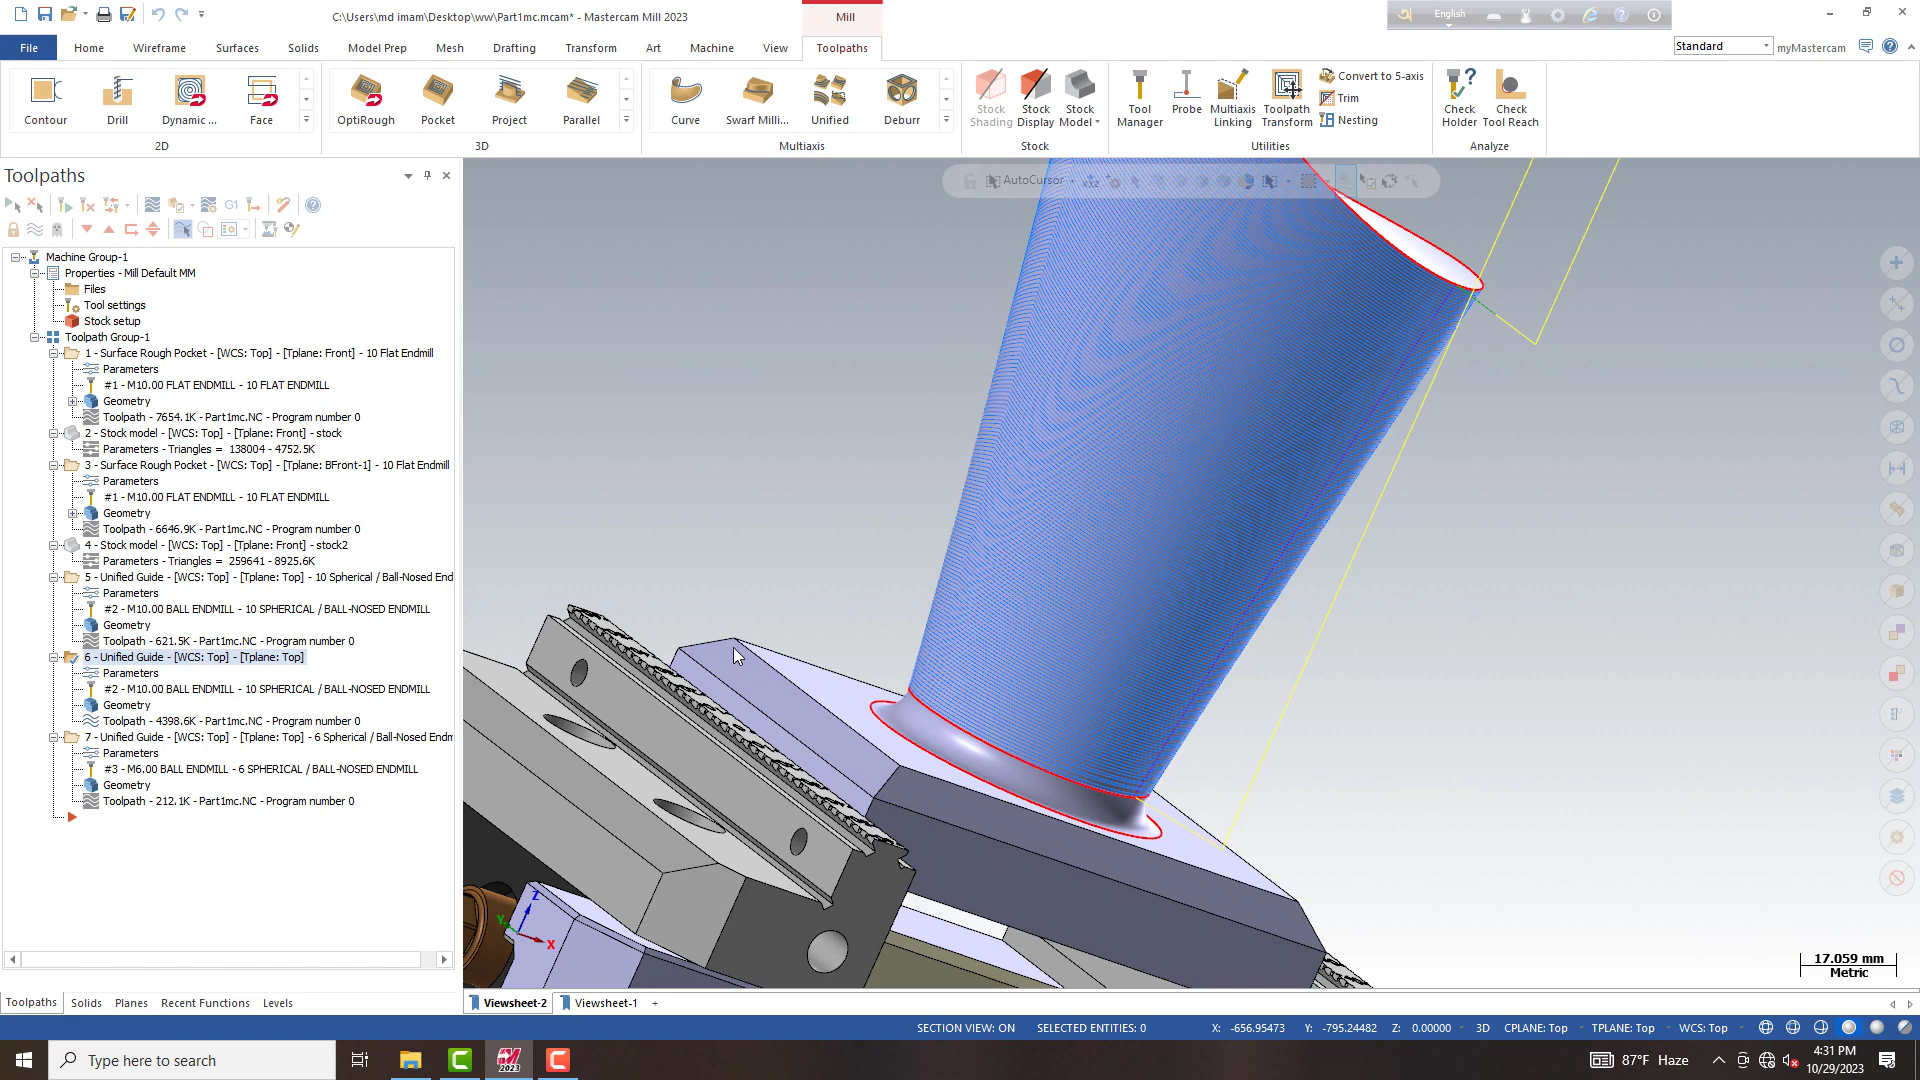 C:\Users\md imam\Desktop\ww\Part1mc.mcam* - Mastercam Mill 2023
Mill
English
File
Home
Wireframe
Surfaces
Solids
Model Prep
Mesh
Drafting
Transform
Art
Machine
View
Toolpaths
Standard
myMastercam
Contour
Drill
Dynamic ...
Face
OptiRough
Pocket
Project
Parallel
Curve
Swarf Milli...
Unified
Deburr
Stock Shading
Stock Display
Stock Model
Tool Manager
Probe
Multiaxis Linking
Toolpath Transform
Convert to 5-axis
Trim
Nesting
Check Holder
Check Tool Reach
2D
3D
Multiaxis
Stock
Utilities
Analyze
Toolpaths
AutoCursor
G1
Machine Group-1
Properties - Mill Default MM
Files
Tool settings
Stock setup
Toolpath Group-1
1 - Surface Rough Pocket - [WCS: Top] - [Tplane: Front] - 10 Flat Endmill
Parameters
#1 - M10.00 FLAT ENDMILL - 10 FLAT ENDMILL
Geometry
Toolpath - 7654.1K - Part1mc.NC - Program number 0
2 - Stock model - [WCS: Top] - [Tplane: Front] - stock
Parameters - Triangles = 138004 - 4752.5K
3 - Surface Rough Pocket - [WCS: Top] - [Tplane: BFront-1] - 10 Flat Endmill
Parameters
#1 - M10.00 FLAT ENDMILL - 10 FLAT ENDMILL
Geometry
Toolpath - 6646.9K - Part1mc.NC - Program number 0
4 - Stock model - [WCS: Top] - [Tplane: Front] - stock2
Parameters - Triangles = 259641 - 8925.6K
5 - Unified Guide - [WCS: Top] - [Tplane: Top] - 10 Spherical / Ball-Nosed End
Parameters
#2 - M10.00 BALL ENDMILL - 10 SPHERICAL / BALL-NOSED ENDMILL
Geometry
Toolpath - 621.5K - Part1mc.NC - Program number 0
6 - Unified Guide - [WCS: Top] - [Tplane: Top]
Parameters
#2 - M10.00 BALL ENDMILL - 10 SPHERICAL / BALL-NOSED ENDMILL
Geometry
Toolpath - 4398.6K - Part1mc.NC - Program number 0
7 - Unified Guide - [WCS: Top] - [Tplane: Top] - 6 Spherical / Ball-Nosed Endm
Parameters
#3 - M6.00 BALL ENDMILL - 6 SPHERICAL / BALL-NOSED ENDMILL
Geometry
Toolpath - 212.1K - Part1mc.NC - Program number 0
Z
Y
X
17.059 mm
Metric
Toolpaths
Solids
Planes
Recent Functions
Levels
Viewsheet-2
Viewsheet-1
+
SECTION VIEW: ON
SELECTED ENTITIES: 0
X: -656.95473
Y: -795.24482
Z: 0.00000
3D
CPLANE: Top
TPLANE: Top
WCS: Top
Type here to search
2023
87°F Haze
4:31 PM
10/29/2023